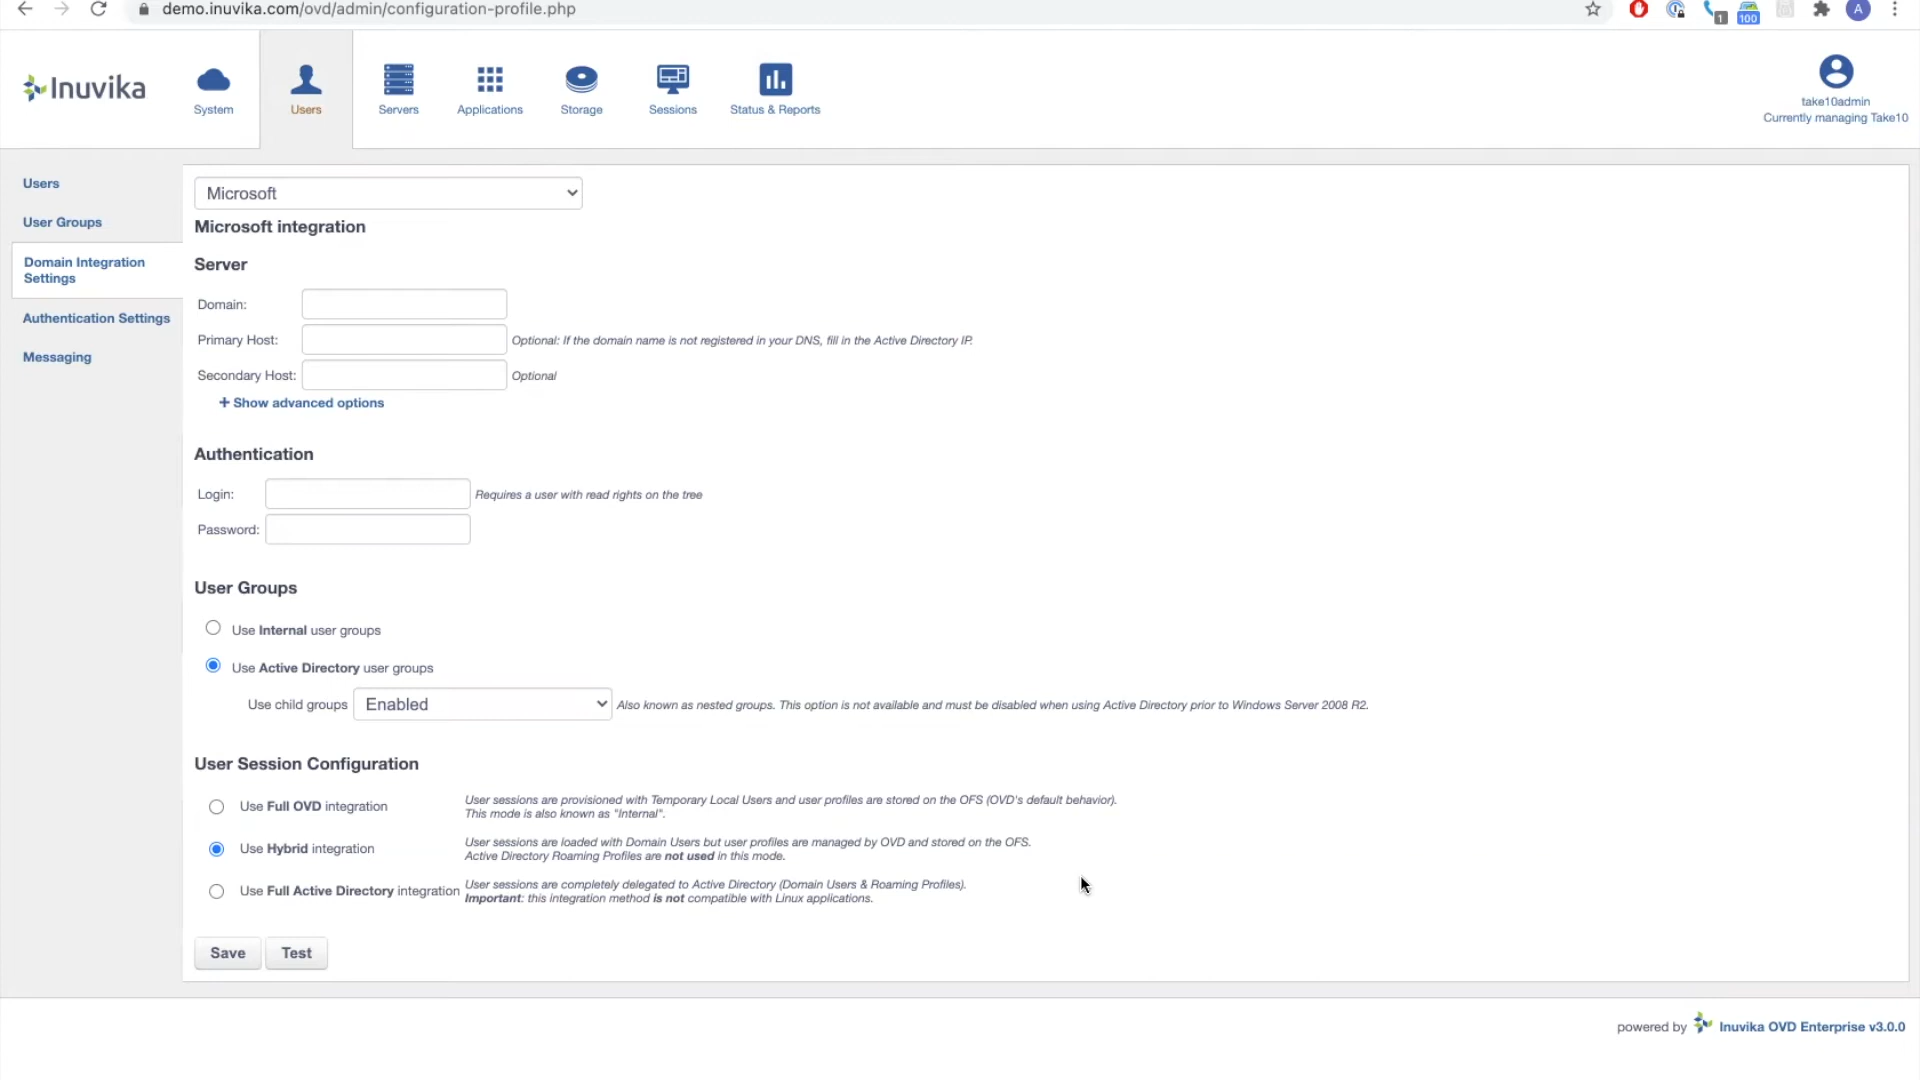 demo.inuvika.com/ovd/admin/configuration-profile.php
1
100
A
Inuvika
System
Users
Servers
Applications
Storage
Sessions
Status & Reports
take10admin
Currently managing Take10
Users
User Groups
Domain Integration
Settings
Authentication Settings
Messaging
Microsoft
Microsoft integration
Server
Domain:
Primary Host:
Optional: If the domain name is not registered in your DNS, fill in the Active Directory IP.
Secondary Host:
Optional
+ Show advanced options
Authentication
Login:
Requires a user with read rights on the tree
Password:
User Groups
Use Internal user groups
Use Active Directory user groups
Use child groups
Enabled
Also known as nested groups. This option is not available and must be disabled when using Active Directory prior to Windows Server 2008 R2.
User Session Configuration
Use Full OVD integration
User sessions are provisioned with Temporary Local Users and user profiles are stored on the OFS (OVD's default behavior).
This mode is also known as "Internal".
Use Hybrid integration
User sessions are loaded with Domain Users but user profiles are managed by OVD and stored on the OFS.
Active Directory Roaming Profiles are not used in this mode.
Use Full Active Directory integration
User sessions are completely delegated to Active Directory (Domain Users & Roaming Profiles).
Important: this integration method is not compatible with Linux applications.
Save
Test
powered by
Inuvika OVD Enterprise v3.0.0